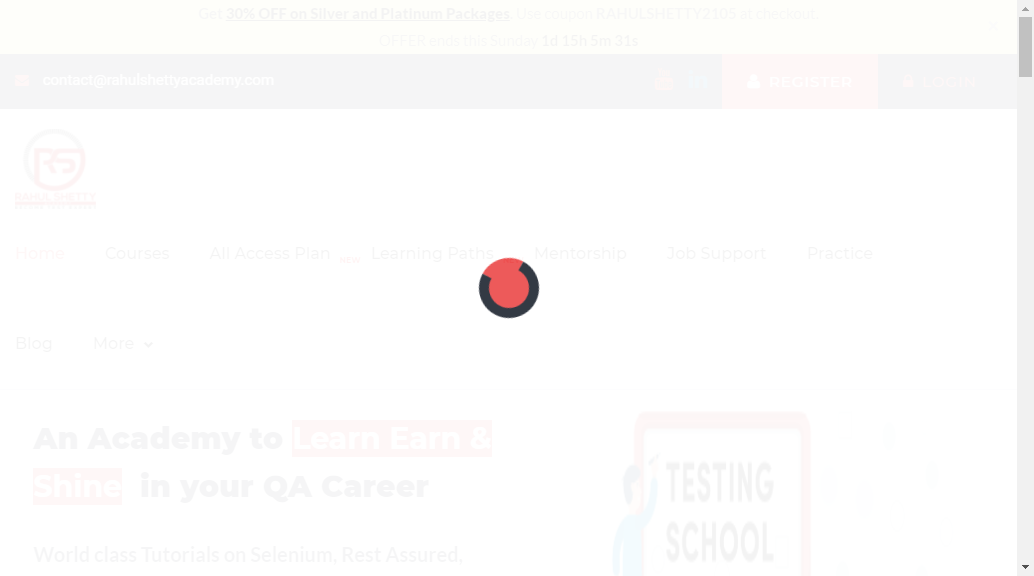 Get 30% OFF on Silver and Platinum Packages. Use coupon RAHULSHETTY2105 at checkout.
OFFER ends this Sunday 1d 15h 5m 31s
contact@rahulshettyacademy.com
REGISTER
LOGIN
RS
RAHUL SHETTY
Home Courses All Access Plan NEW Learning Paths Mentorship Job Support Practice
Blog More
An Academy to Learn Earn &
Shine in your QA Career
World class Tutorials on Selenium, Rest Assured,
TESTING
SCHOOL